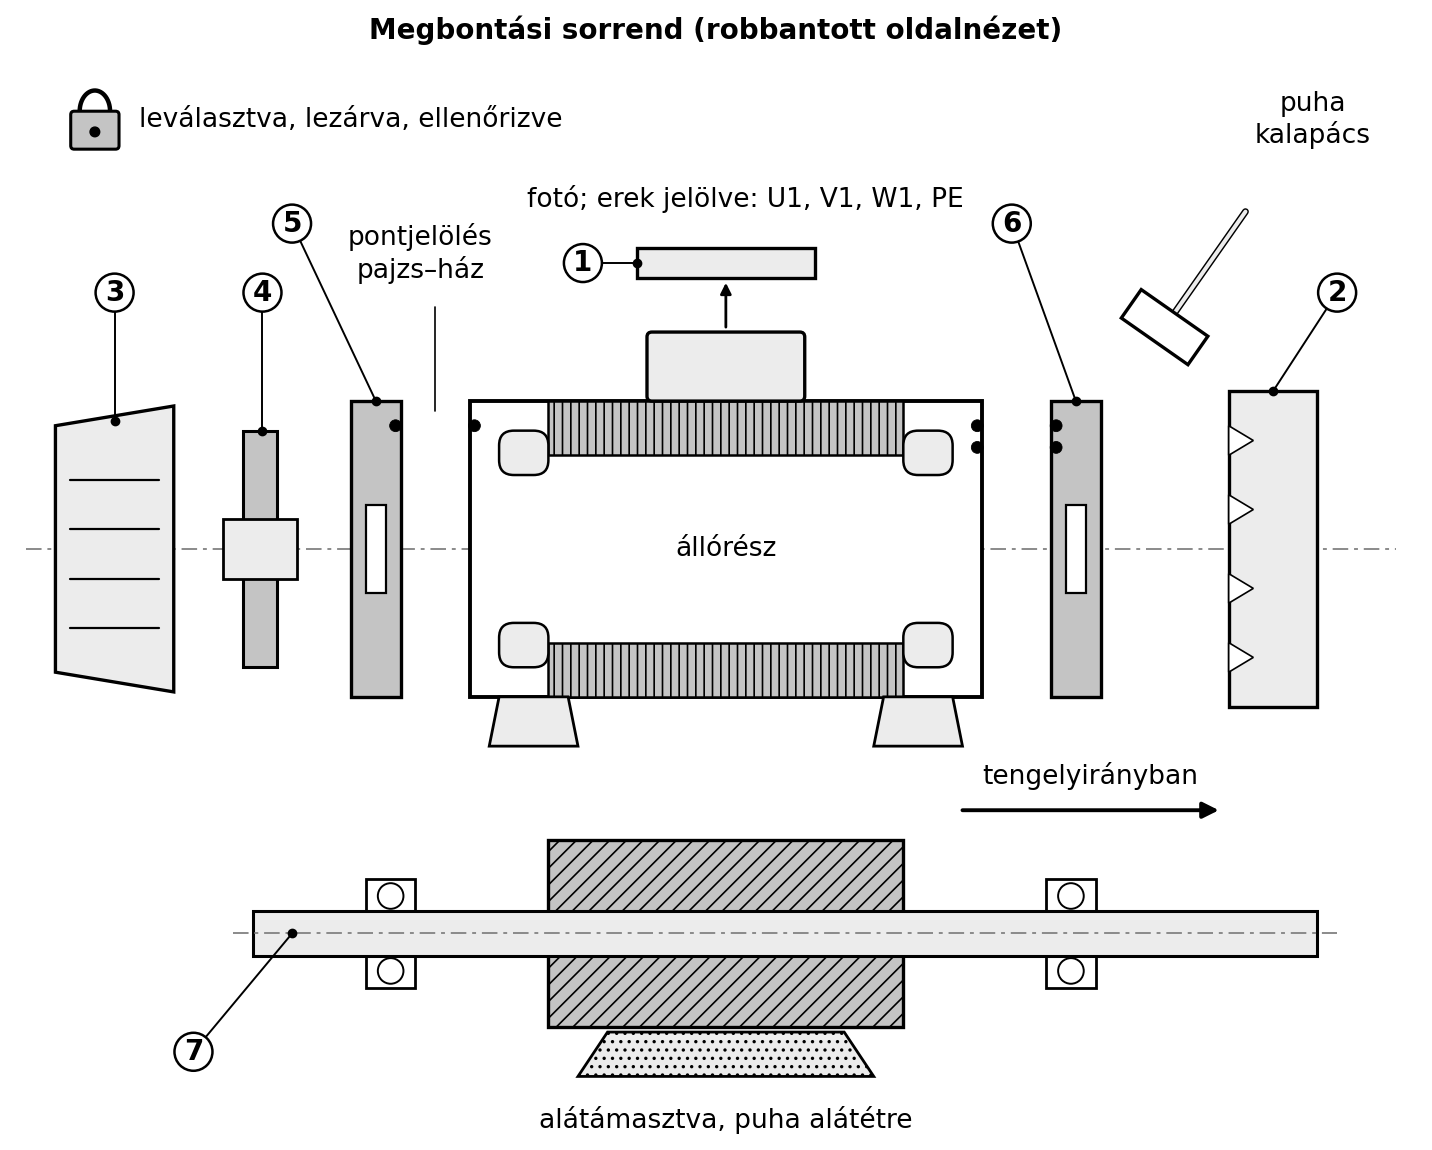 Megbontási sorrend (robbantott oldalnézet)
leválasztva, lezárva, ellenőrizve
puha
kalapács
fotó; erek jelölve: U1, V1, W1, PE
5
pontjelölés
pajzs–ház
6
1
3
4
2
állórész
tengelyirányban
7
alátámasztva, puha alátétre